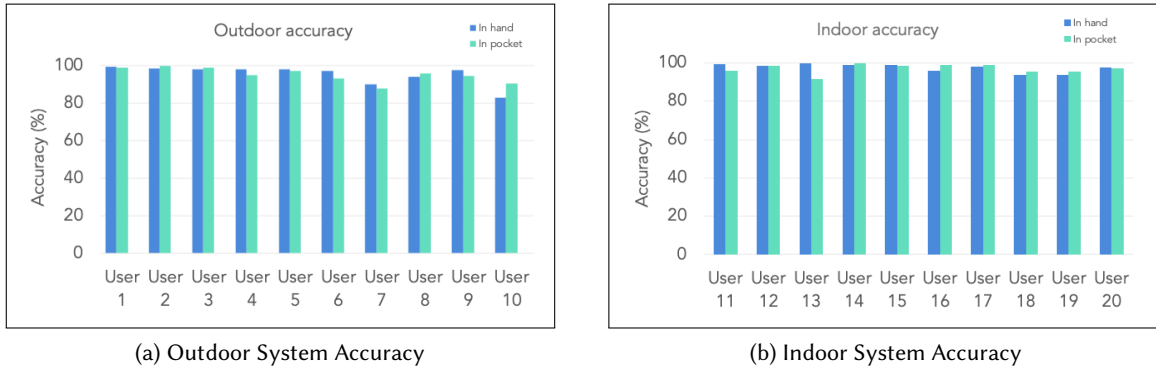 Outdoor accuracy
In hand
In pocket
Accuracy (%)
100
80
60
40
20
0
User User User User User User User User User User
1 2 3 4 5 6 7 8 9 10
(a) Outdoor System Accuracy
Indoor accuracy
In hand
In pocket
Accuracy (%)
100
80
60
40
20
0
User User User User User User User User User User
11 12 13 14 15 16 17 18 19 20
(b) Indoor System Accuracy